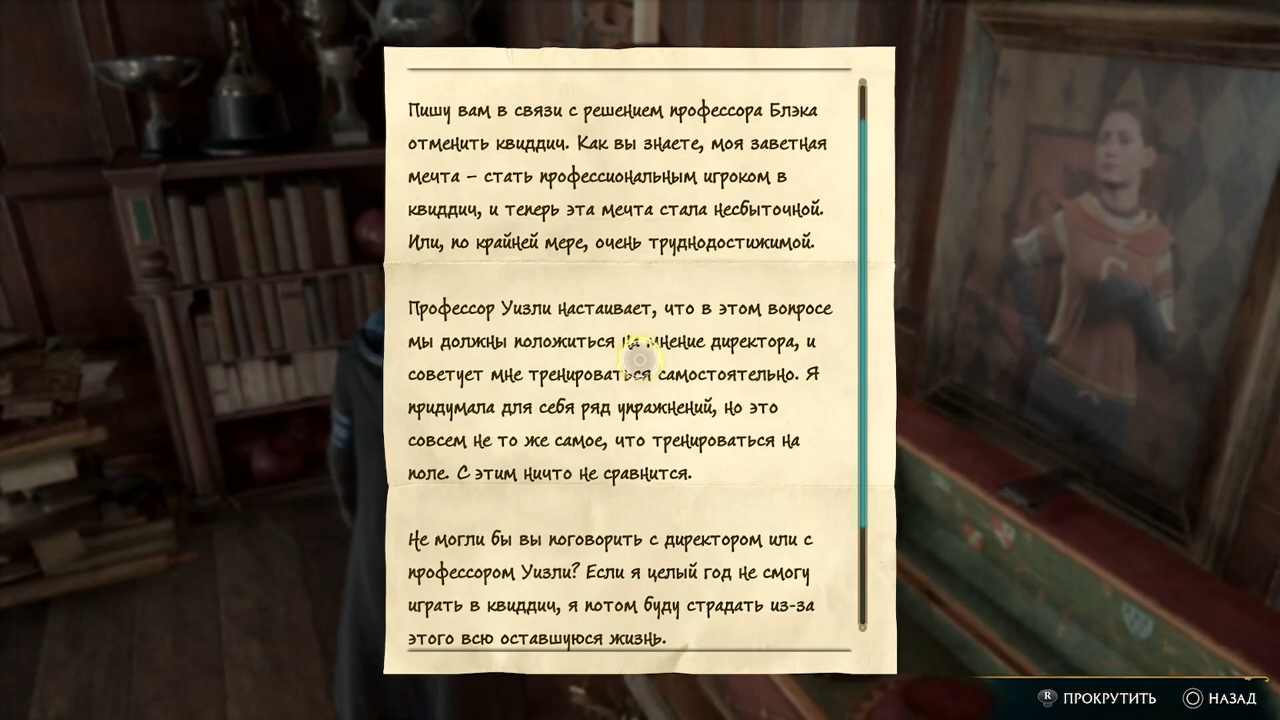 Пишу вам в связи с решением профессора Блэка
отменить квиддич. Как вы знаете, моя заветная
мечта – стать профессиональным игроком в
квиддич, и теперь эта мечта стала несбыточной.
Или, по крайней мере, очень труднодостижимой.
Профессор Уизли настаивает, что в этом вопросе
мы должны положиться на мнение директора, и
советует мне тренироваться самостоятельно. Я
придумала для себя ряд упражнений, но это
совсем не то же самое, что тренироваться на
поле. С этим ничто не сравнится.
Не могли бы вы поговорить с директором или с
профессором Уизли? Если я целый год не смогу
играть в квиддич, я потом буду страдать из-за
этого всю оставшуюся жизнь.
R ПРОКРУТИТЬ НАЗАД